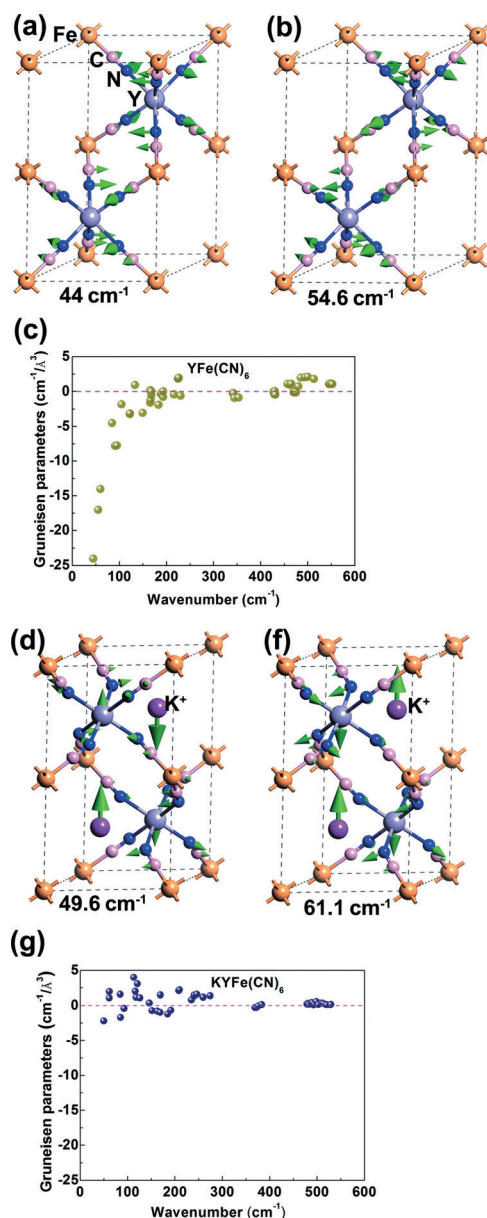 (a) (b)
Fe
C
N
Y
44 cm⁻¹ 54.6 cm⁻¹
(c)
YFe(CN)₆
Gruneisen parameters (cm⁻¹/Å³)
5
0
-5
-10
-15
-20
-25
0 100 200 300 400 500 600
Wavenumber (cm⁻¹)
(d) (f)
K⁺ K⁺
49.6 cm⁻¹ 61.1 cm⁻¹
(g)
KYFe(CN)₆
Gruneisen parameters (cm⁻¹/Å³)
5
0
-5
-10
-15
-20
-25
0 100 200 300 400 500 600
Wavenumber (cm⁻¹)